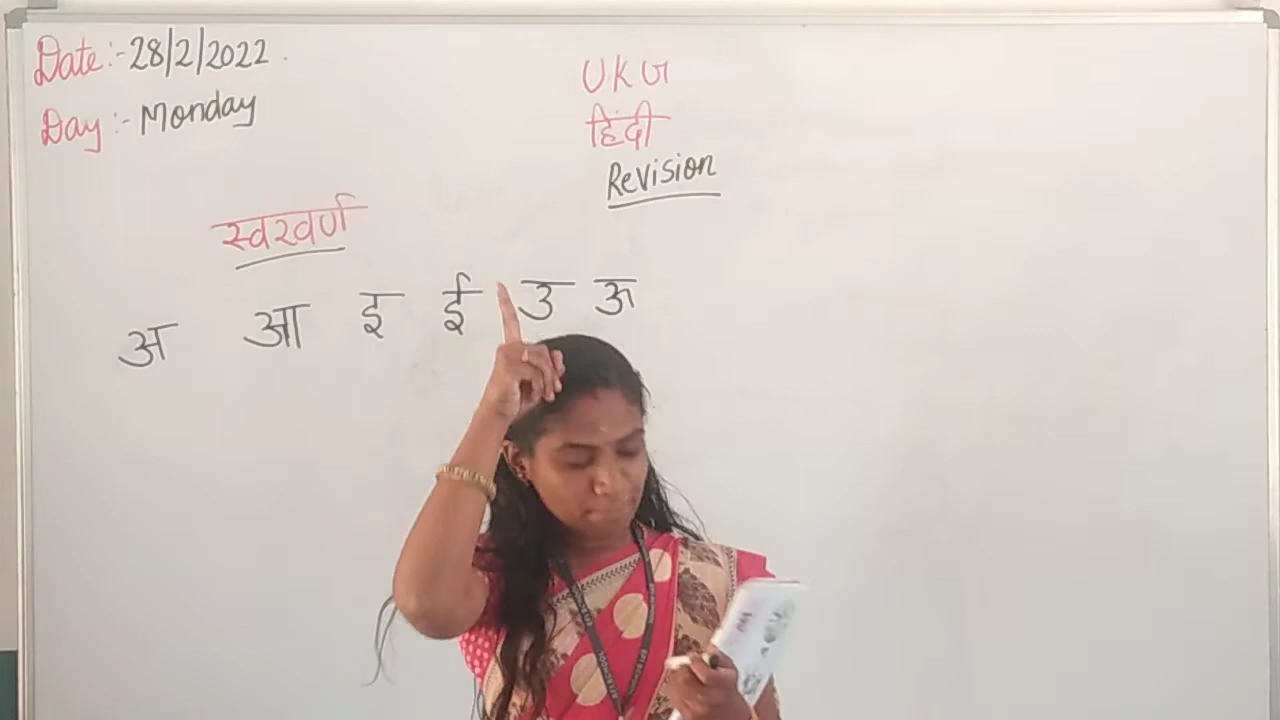 Date:- 28/2/2022.
Day:- Monday
UKG
हिंदी
Revision
स्वरवर्ण
अ आ इ ई उ ऊ